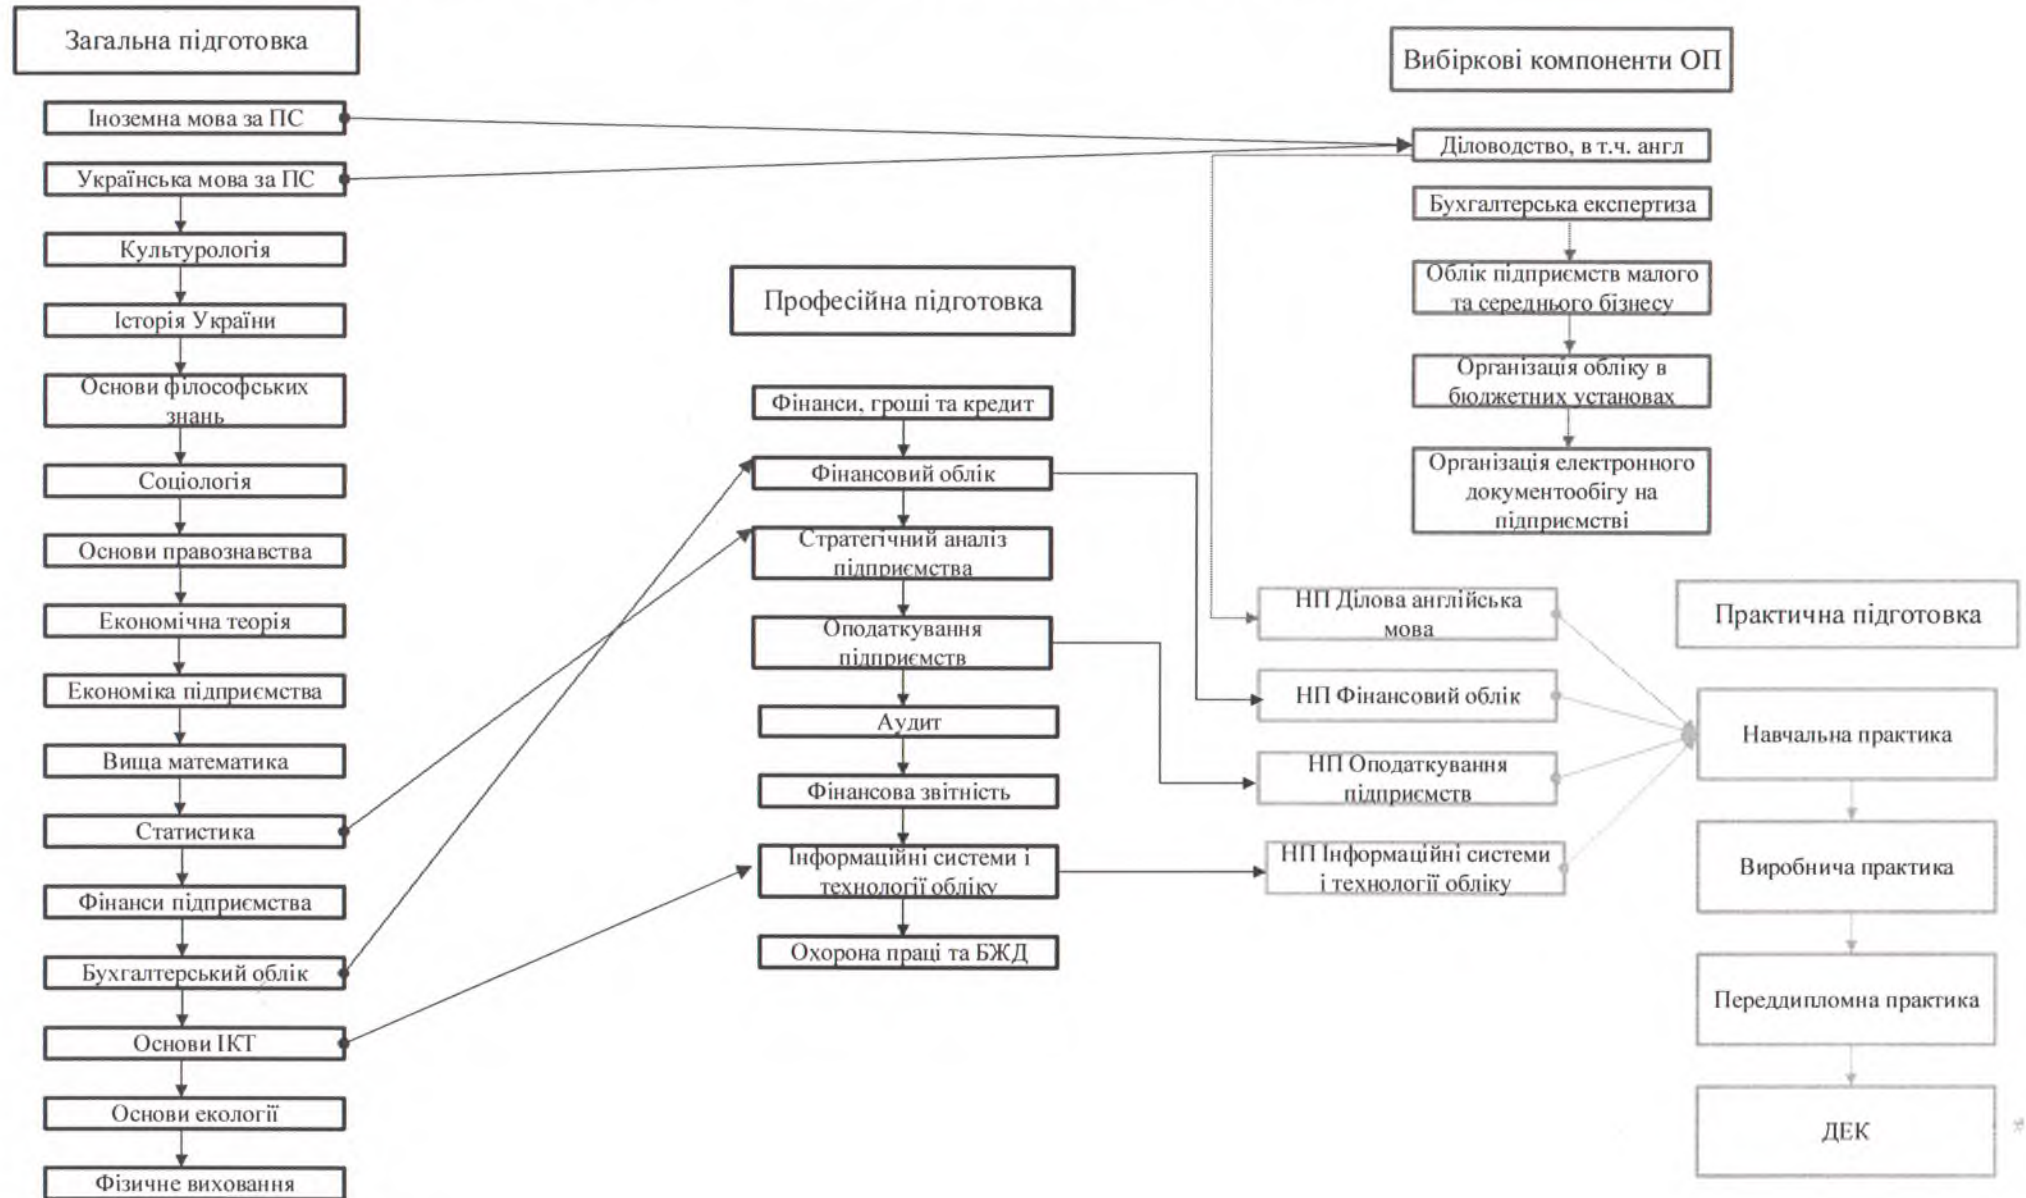 Загальна підготовка
Іноземна мова за ПС
Українська мова за ПС
Культурологія
Історія України
Основи філософських
знань
Соціологія
Основи правознавства
Економічна теорія
Економіка підприємства
Вища математика
Статистика
Фінанси підприємства
Бухгалтерський облік
Основи ІКТ
Основи екології
Фізичне виховання
Професійна підготовка
Фінанси, гроші та кредит
Фінансовий облік
Стратегічний аналіз
підприємства
Оподаткування
підприємств
Аудит
Фінансова звітність
Інформаційні системи і
технології обліку
Охорона праці та БЖД
Вибіркові компоненти ОП
Діловодство, в т.ч. англ
Бухгалтерська експертиза
Облік підприємств малого
та середнього бізнесу
Організація обліку в
бюджетних установах
Організація електронного
документообігу на
підприємстві
НП Ділова англійська
мова
НП Фінансовий облік
НП Оподаткування
підприємств
НП Інформаційні системи
і технології обліку
Практична підготовка
Навчальна практика
Виробнича практика
Переддипломна практика
ДЕК